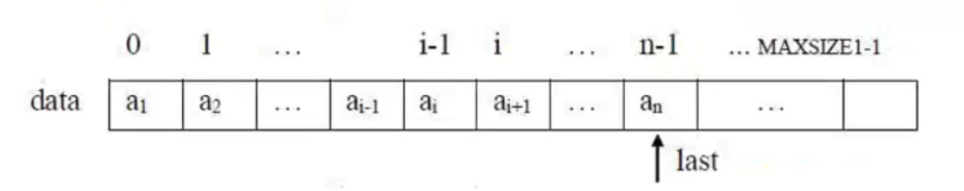 0 1 ... i-1 i ... n-1 ... MAXSIZE1-1
data a₁ a₂ ... aᵢ₋₁ aᵢ aᵢ₊₁ ... aₙ ...
last